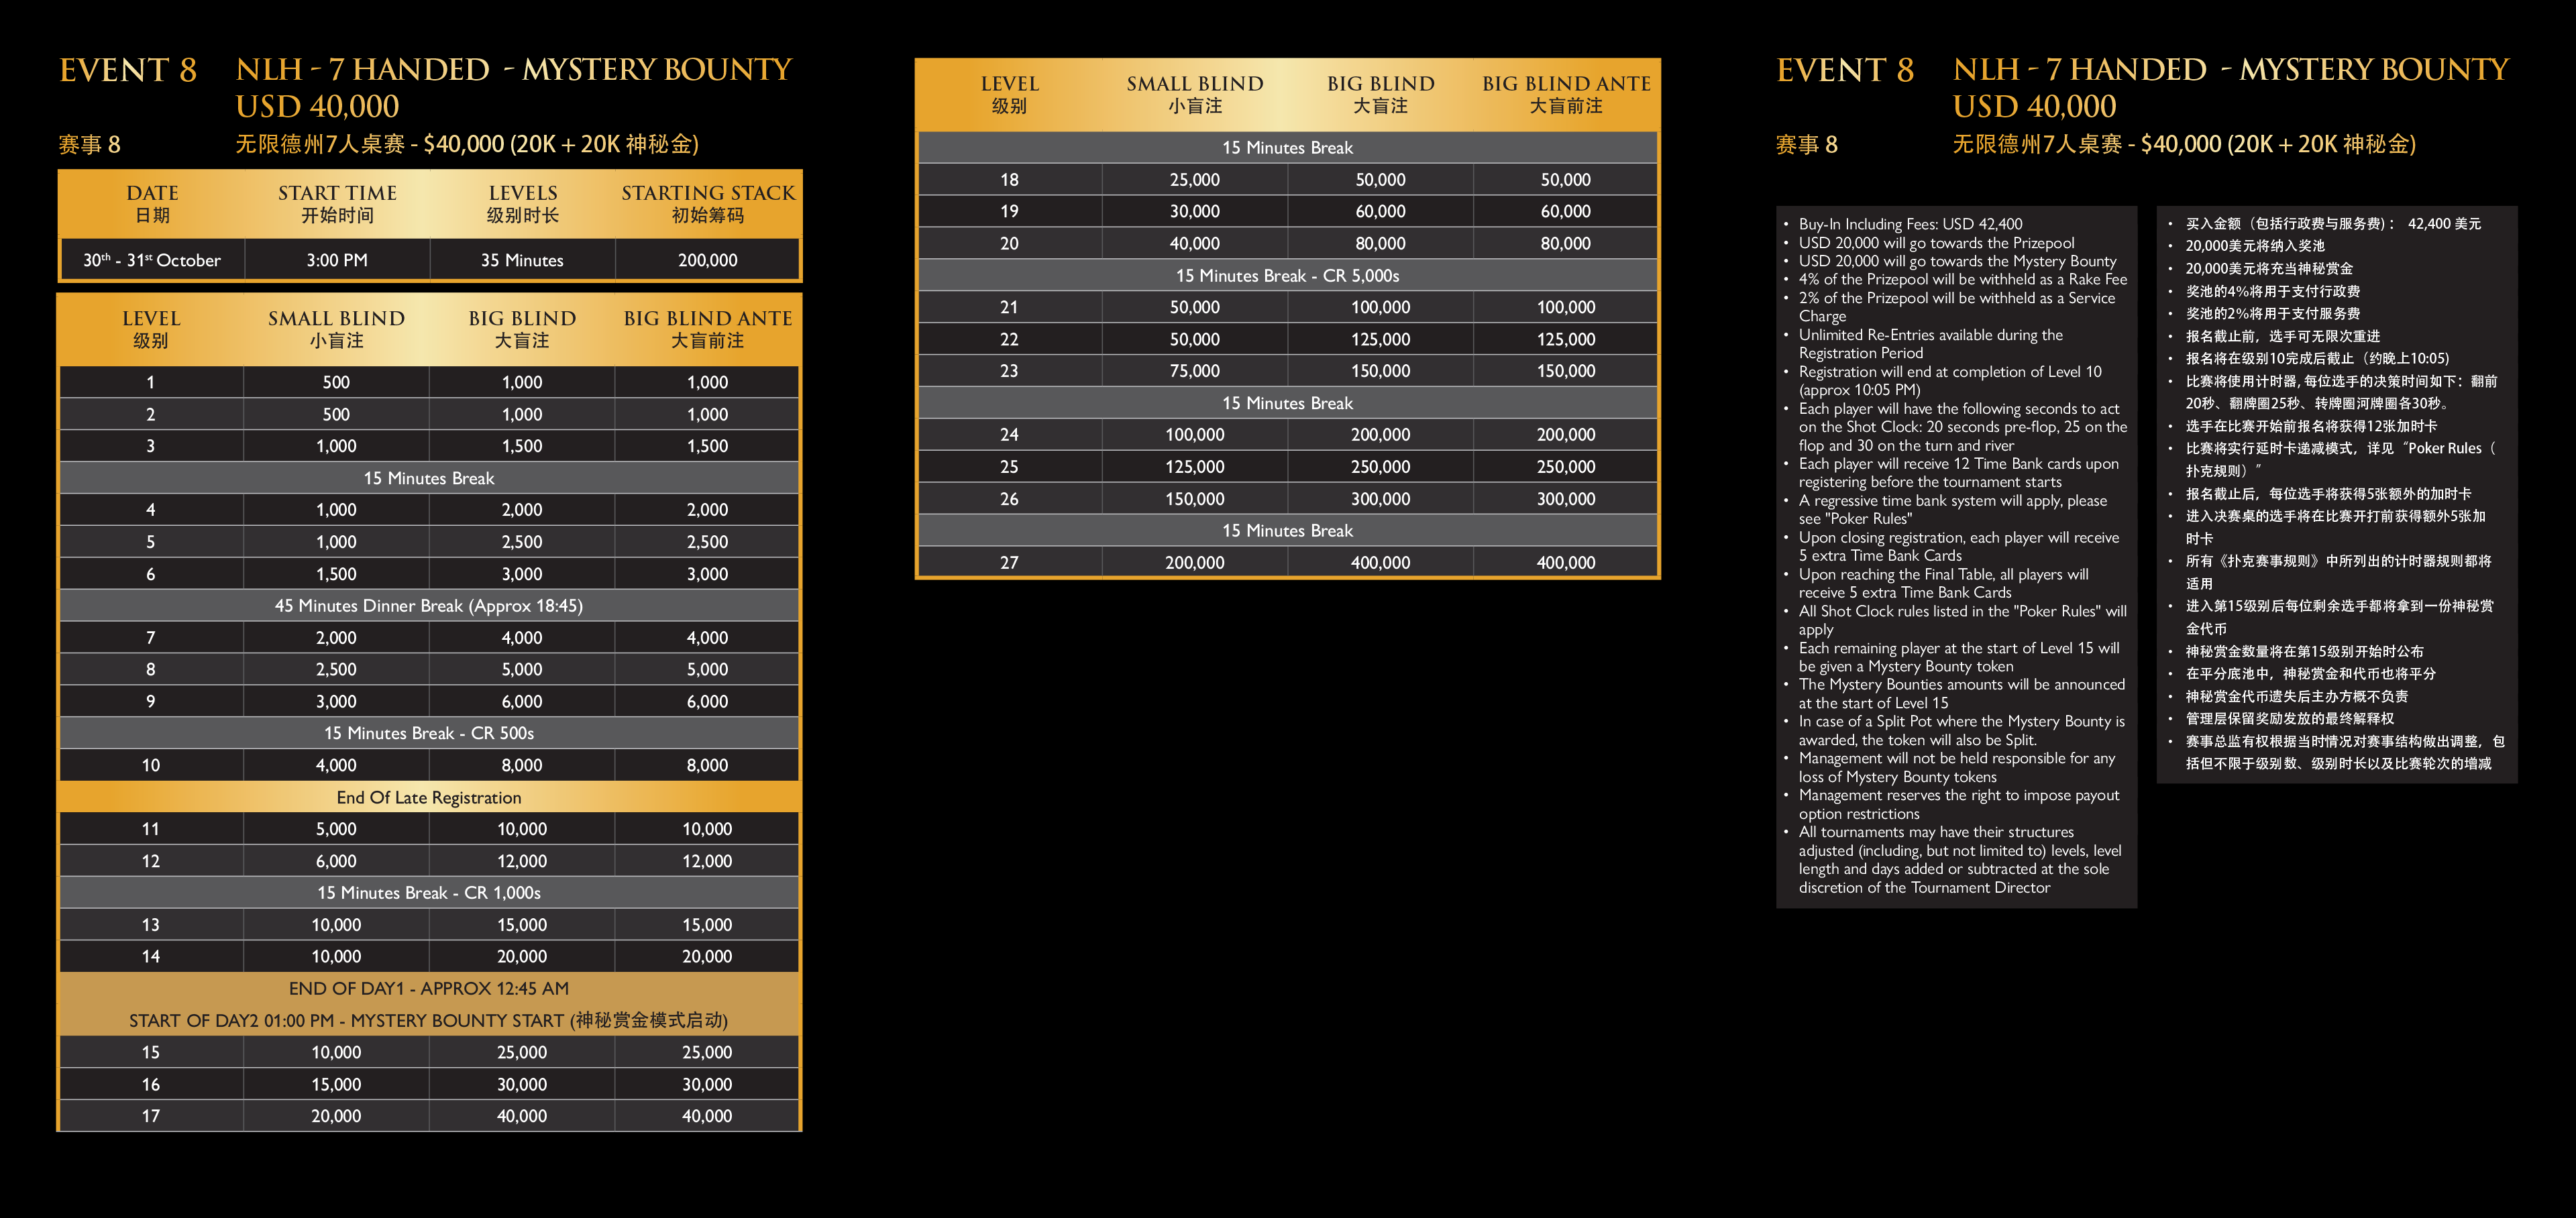 EVENT 8 NLH - 7 HANDED - MYSTERY BOUNTY
USD 40,000
赛事 8 无限德州7人桌赛 - $40,000 (20K + 20K 神秘金)
DATE START TIME LEVELS STARTING STACK
日期 开始时间 级别时长 初始筹码
30th - 31st October 3:00 PM 35 Minutes 200,000
LEVEL SMALL BLIND BIG BLIND BIG BLIND ANTE
级别 小盲注 大盲注 大盲前注
1 500 1,000 1,000
2 500 1,000 1,000
3 1,000 1,500 1,500
15 Minutes Break
4 1,000 2,000 2,000
5 1,000 2,500 2,500
6 1,500 3,000 3,000
45 Minutes Dinner Break (Approx 18:45)
7 2,000 4,000 4,000
8 2,500 5,000 5,000
9 3,000 6,000 6,000
15 Minutes Break - CR 500s
10 4,000 8,000 8,000
End Of Late Registration
11 5,000 10,000 10,000
12 6,000 12,000 12,000
15 Minutes Break - CR 1,000s
13 10,000 15,000 15,000
14 10,000 20,000 20,000
END OF DAY1 - APPROX 12:45 AM
START OF DAY2 01:00 PM - MYSTERY BOUNTY START (神秘赏金模式启动)
15 10,000 25,000 25,000
16 15,000 30,000 30,000
17 20,000 40,000 40,000
LEVEL SMALL BLIND BIG BLIND BIG BLIND ANTE
级别 小盲注 大盲注 大盲前注
15 Minutes Break
18 25,000 50,000 50,000
19 30,000 60,000 60,000
20 40,000 80,000 80,000
15 Minutes Break - CR 5,000s
21 50,000 100,000 100,000
22 50,000 125,000 125,000
23 75,000 150,000 150,000
15 Minutes Break
24 100,000 200,000 200,000
25 125,000 250,000 250,000
26 150,000 300,000 300,000
15 Minutes Break
27 200,000 400,000 400,000
EVENT 8 NLH - 7 HANDED - MYSTERY BOUNTY
USD 40,000
赛事 8 无限德州7人桌赛 - $40,000 (20K + 20K 神秘金)
• Buy-In Including Fees: USD 42,400
• USD 20,000 will go towards the Prizepool
• USD 20,000 will go towards the Mystery Bounty
• 4% of the Prizepool will be withheld as a Rake Fee
• 2% of the Prizepool will be withheld as a Service
Charge
• Unlimited Re-Entries available during the
Registration Period
• Registration will end at completion of Level 10
(approx 10:05 PM)
• Each player will have the following seconds to act
on the Shot Clock: 20 seconds pre-flop, 25 on the
flop and 30 on the turn and river
• Each player will receive 12 Time Bank cards upon
registering before the tournament starts
• A regressive time bank system will apply, please
see "Poker Rules"
• Upon closing registration, each player will receive
5 extra Time Bank Cards
• Upon reaching the Final Table, all players will
receive 5 extra Time Bank Cards
• All Shot Clock rules listed in the "Poker Rules" will
apply
• Each remaining player at the start of Level 15 will
be given a Mystery Bounty token
• The Mystery Bounties amounts will be announced
at the start of Level 15
• In case of a Split Pot where the Mystery Bounty is
awarded, the token will also be Split.
• Management will not be held responsible for any
loss of Mystery Bounty tokens
• Management reserves the right to impose payout
option restrictions
• All tournaments may have their structures
adjusted (including, but not limited to) levels, level
length and days added or subtracted at the sole
discretion of the Tournament Director
• 买入金额（包括行政费与服务费）： 42,400 美元
• 20,000美元将纳入奖池
• 20,000美元将充当神秘赏金
• 奖池的4%将用于支付行政费
• 奖池的2%将用于支付服务费
• 报名截止前，选手可无限次重进
• 报名将在级别10完成后截止（约晚上10:05)
• 比赛将使用计时器, 每位选手的决策时间如下：翻前
20秒、翻牌圈25秒、转牌圈河牌圈各30秒。
• 选手在比赛开始前报名将获得12张加时卡
• 比赛将实行延时卡递减模式，详见“Poker Rules（
扑克规则）”
• 报名截止后，每位选手将获得5张额外的加时卡
• 进入决赛桌的选手将在比赛开打前获得额外5张加
时卡
• 所有《扑克赛事规则》中所列出的计时器规则都将
适用
• 进入第15级别后每位剩余选手都将拿到一份神秘赏
金代币
• 神秘赏金数量将在第15级别开始时公布
• 在平分底池中，神秘赏金和代币也将平分
• 神秘赏金代币遗失后主办方概不负责
• 管理层保留奖励发放的最终解释权
• 赛事总监有权根据当时情况对赛事结构做出调整，包
括但不限于级别数、级别时长以及比赛轮次的增减